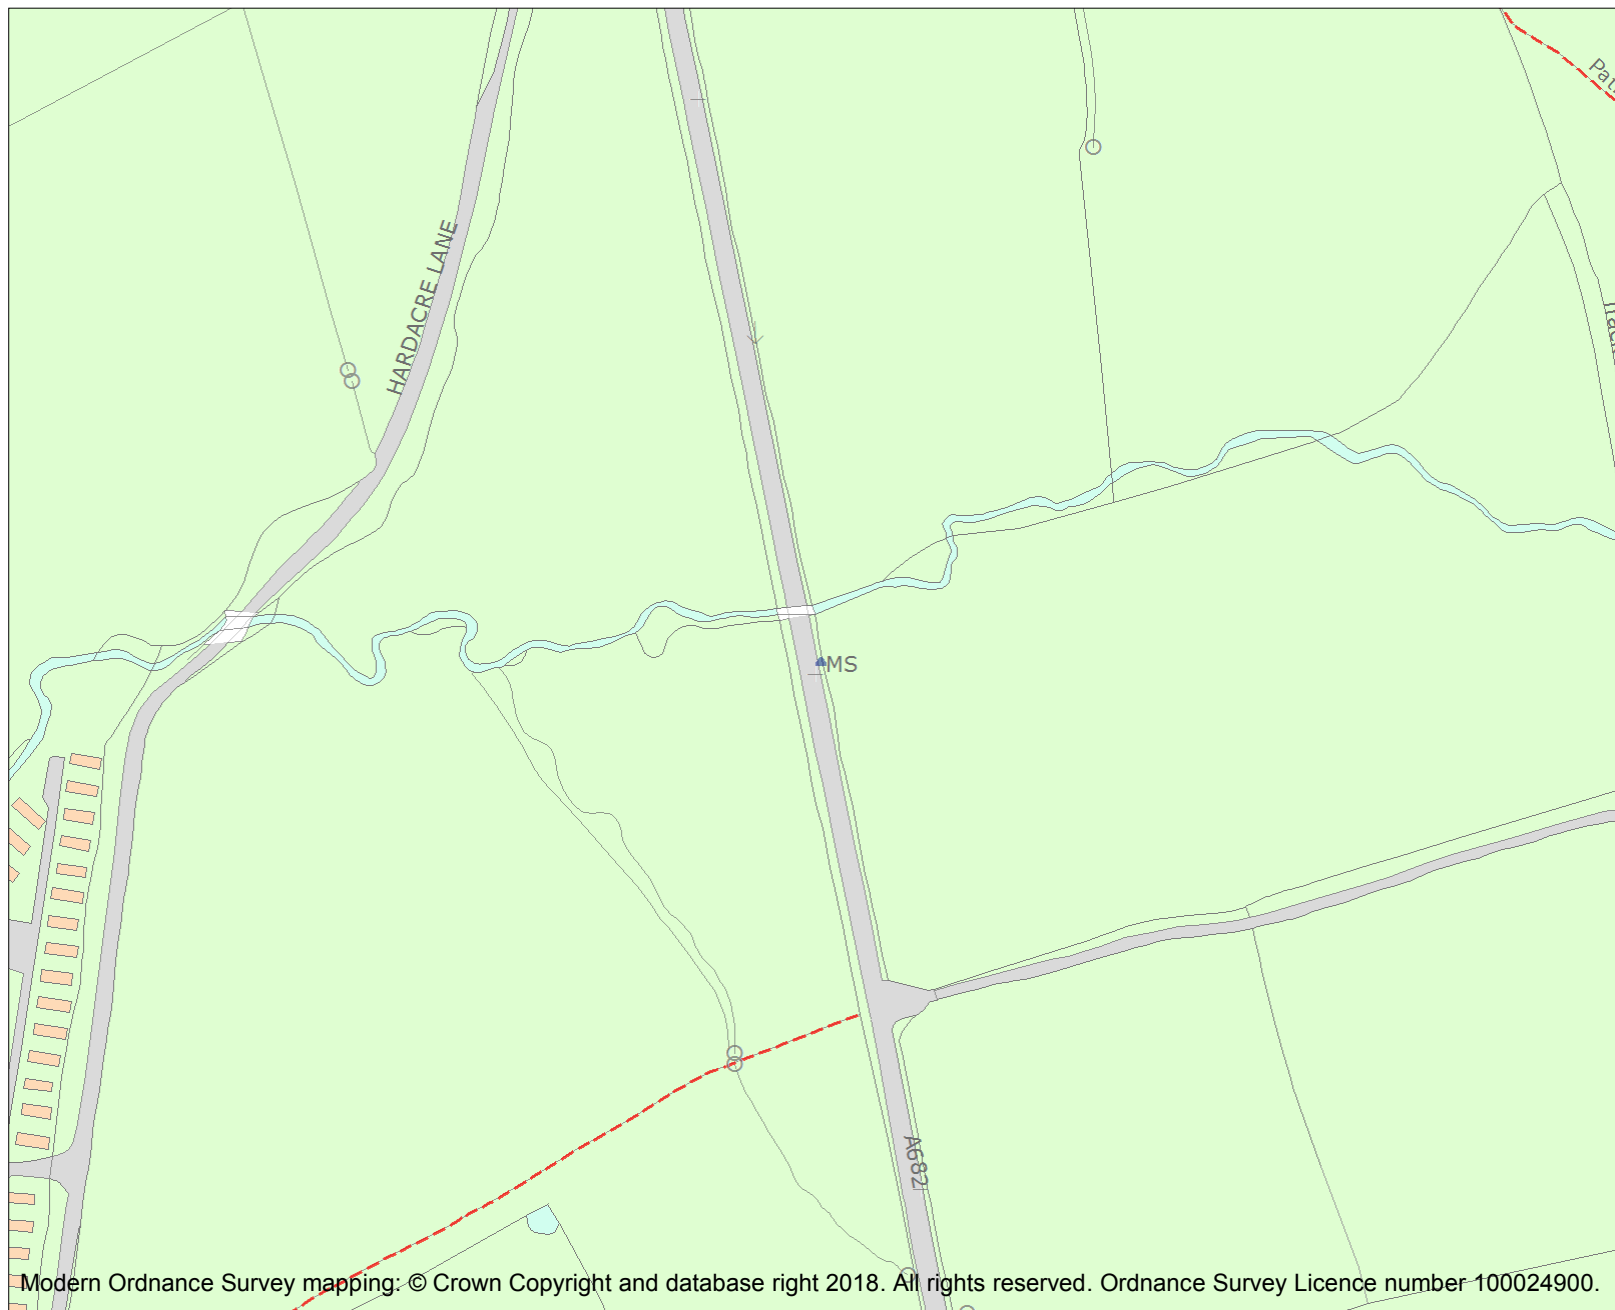 HARDACRE LANE
MS
A682
Modern Ordnance Survey mapping: © Crown Copyright and database right 2018. All rights reserved. Ordnance Survey Licence number 100024900.